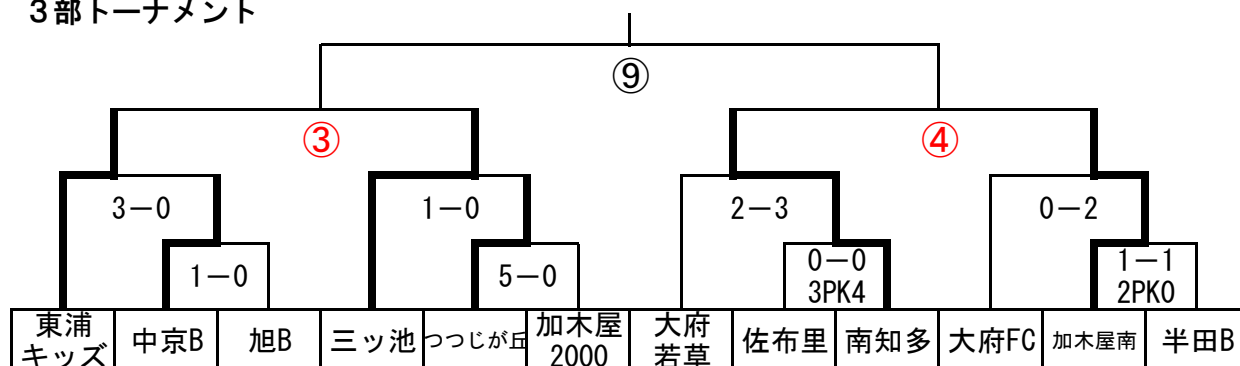 3部トーナメント
⑨
③
④
3−0
1−0
2−3
0−2
1−0
5−0
0−0
3PK4
1−1
2PK0
東浦
キッズ
中京B
旭B
三ッ池
つつじが丘
加木屋
2000
大府
若草
佐布里
南知多
大府FC
加木屋南
半田B